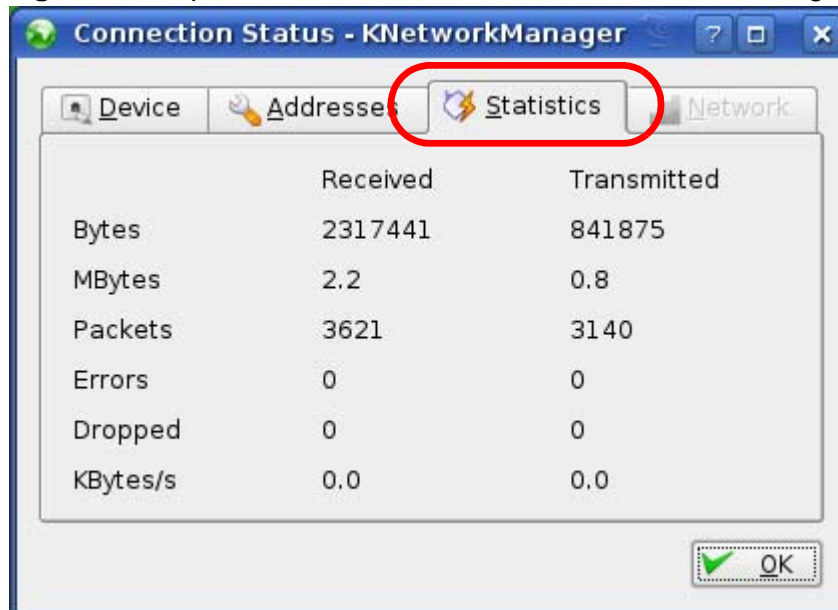 Connection Status - KNetworkManager
Device Addresses Statistics Network
Received Transmitted
Bytes 2317441 841875
MBytes 2.2 0.8
Packets 3621 3140
Errors 0 0
Dropped 0 0
KBytes/s 0.0 0.0
OK